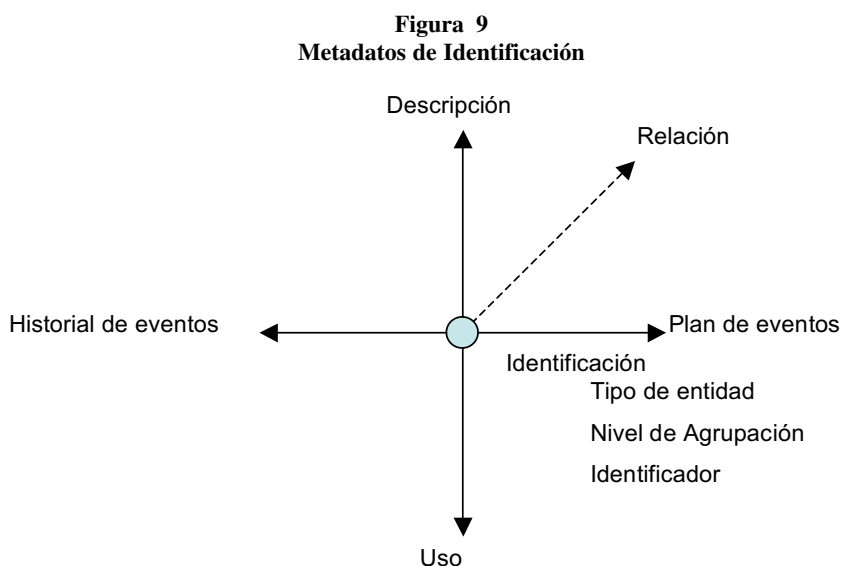 Figura 9
Metadatos de Identificación
Descripción
Relación
Historial de eventos
Plan de eventos
Identificación
Tipo de entidad
Nivel de Agrupación
Identificador
Uso